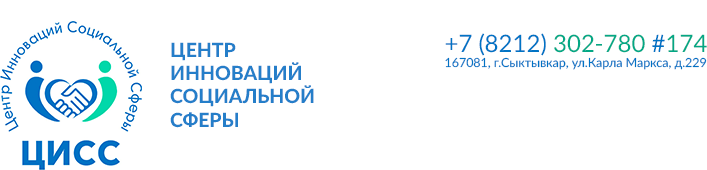 Центр Инноваций Социальной Сферы
ЦИСС
ЦЕНТР
ИННОВАЦИЙ
СОЦИАЛЬНОЙ
СФЕРЫ
+7 (8212) 302-780 #174
167081, г.Сыктывкар, ул.Карла Маркса, д.229